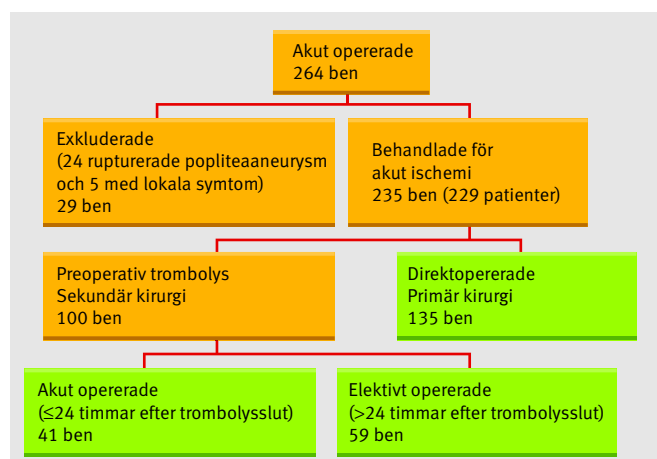 Akut opererade
264 ben
Exkluderade
(24 rupturerade popliteaaneurysm
och 5 med lokala symtom)
29 ben
Behandlade för
akut ischemi
235 ben (229 patienter)
Preoperativ trombolys
Sekundär kirurgi
100 ben
Direktopererade
Primär kirurgi
135 ben
Akut opererade
(≤24 timmar efter trombolysslut)
41 ben
Elektivt opererade
(>24 timmar efter trombolysslut)
59 ben